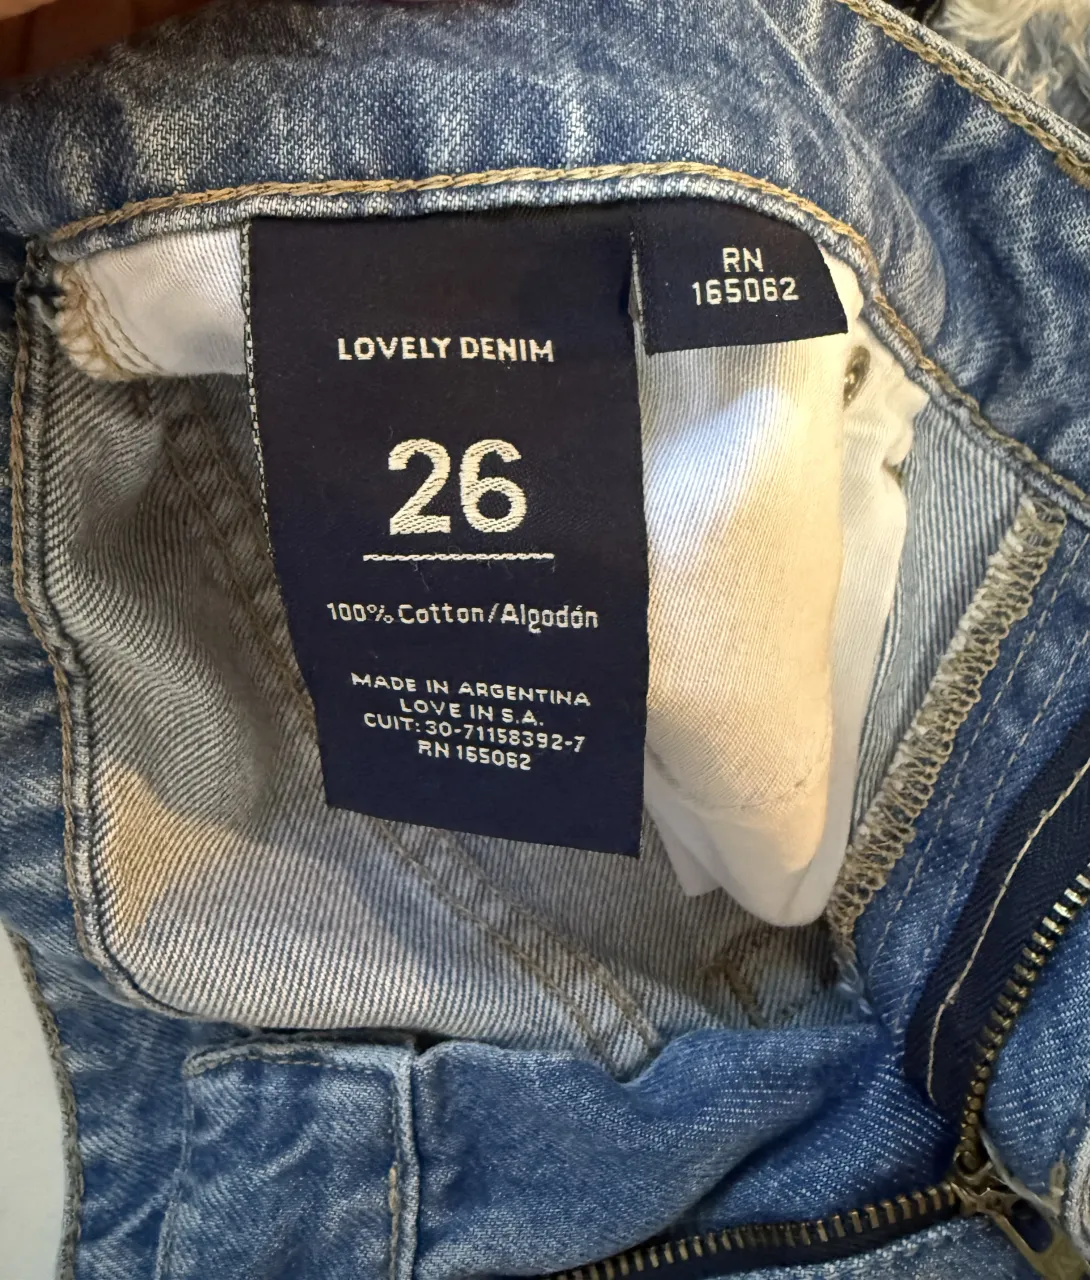 RN
165062
LOVELY DENIM
26
100% Cotton/Algodón
MADE IN ARGENTINA
LOVE IN S.A.
CUIT: 30-71158392-7
RN 165062